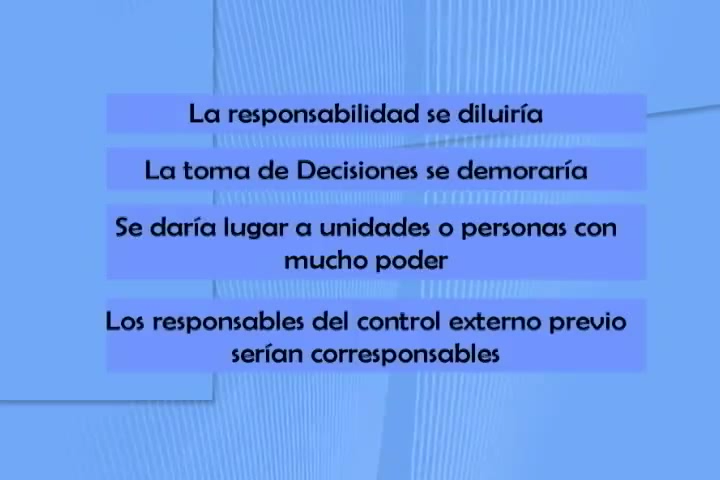 La responsabilidad se diluiría
La toma de Decisiones se demoraría
Se daría lugar a unidades o personas con
mucho poder
Los responsables del control externo previo
serían corresponsables